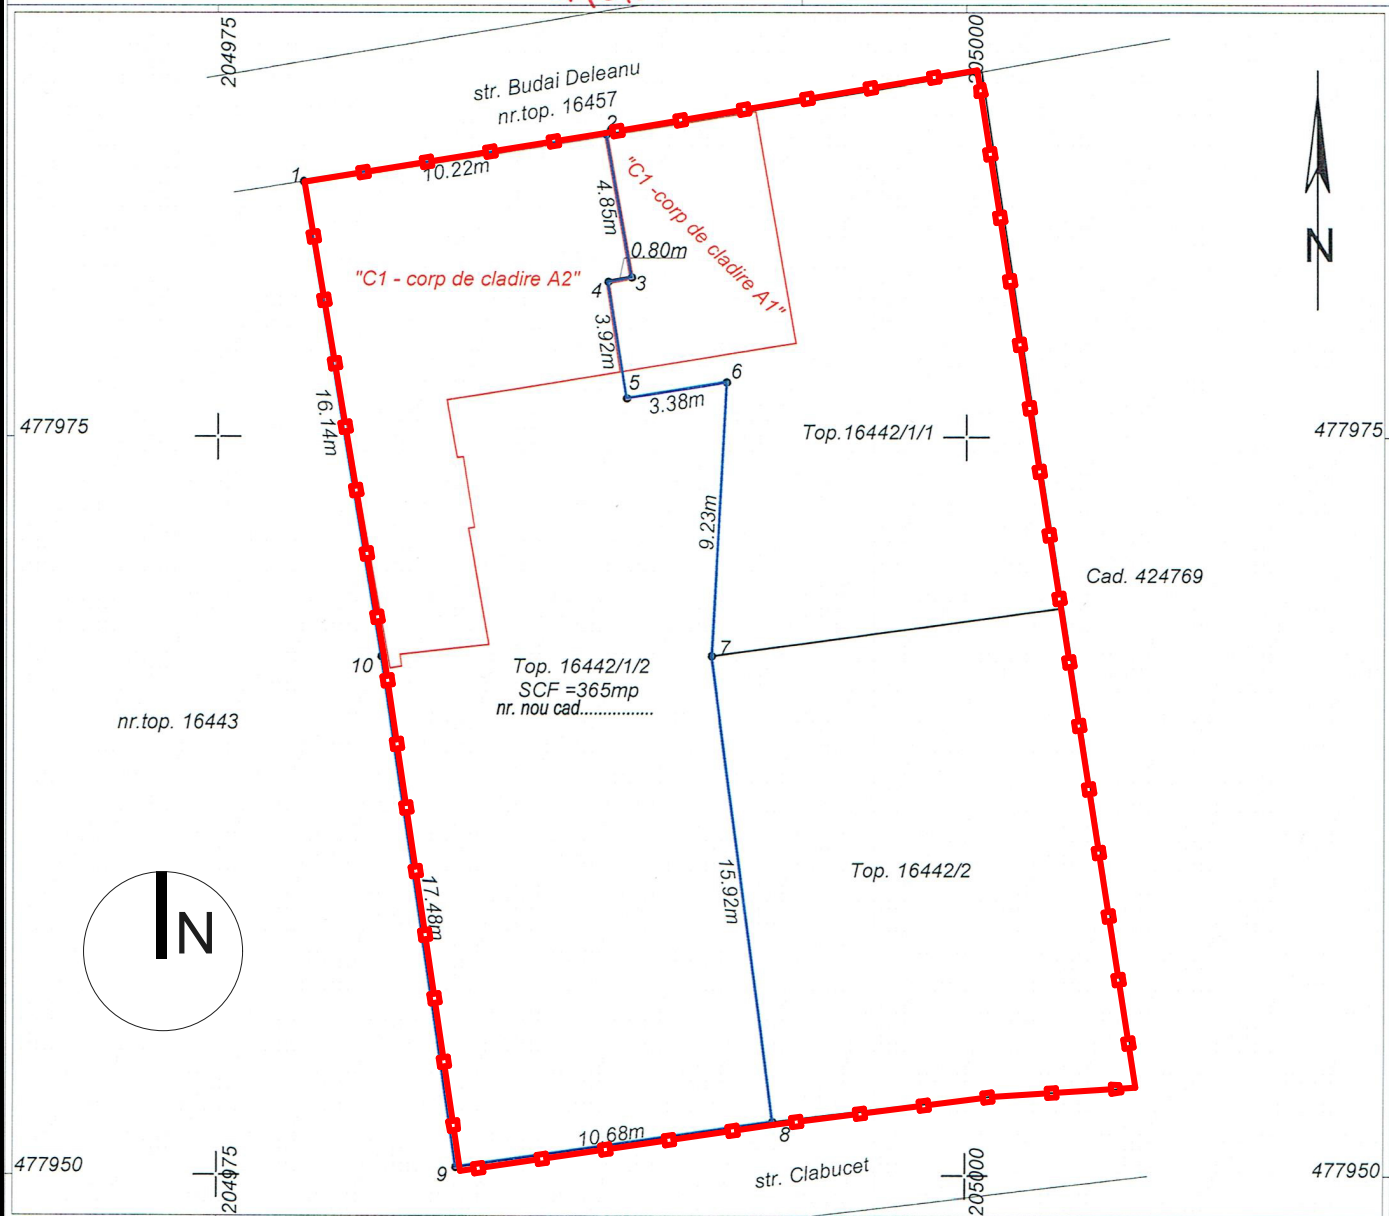 204975
205000
str. Budai Deleanu
nr.top. 16457
1
2
10.22m
4.85m
"C1 -corp de cladire A1"
0.80m
"C1 - corp de cladire A2"
3
4
3.92m
N
5
6
3.38m
16.14m
477975
Top.16442/1/1
477975
9.23m
Cad. 424769
7
10
Top. 16442/1/2
SCF =365mp
nr. nou cad................
nr.top. 16443
15.92m
Top. 16442/2
17.48m
N
10.68m
8
9
str. Clabucet
477950
204975
205000
477950